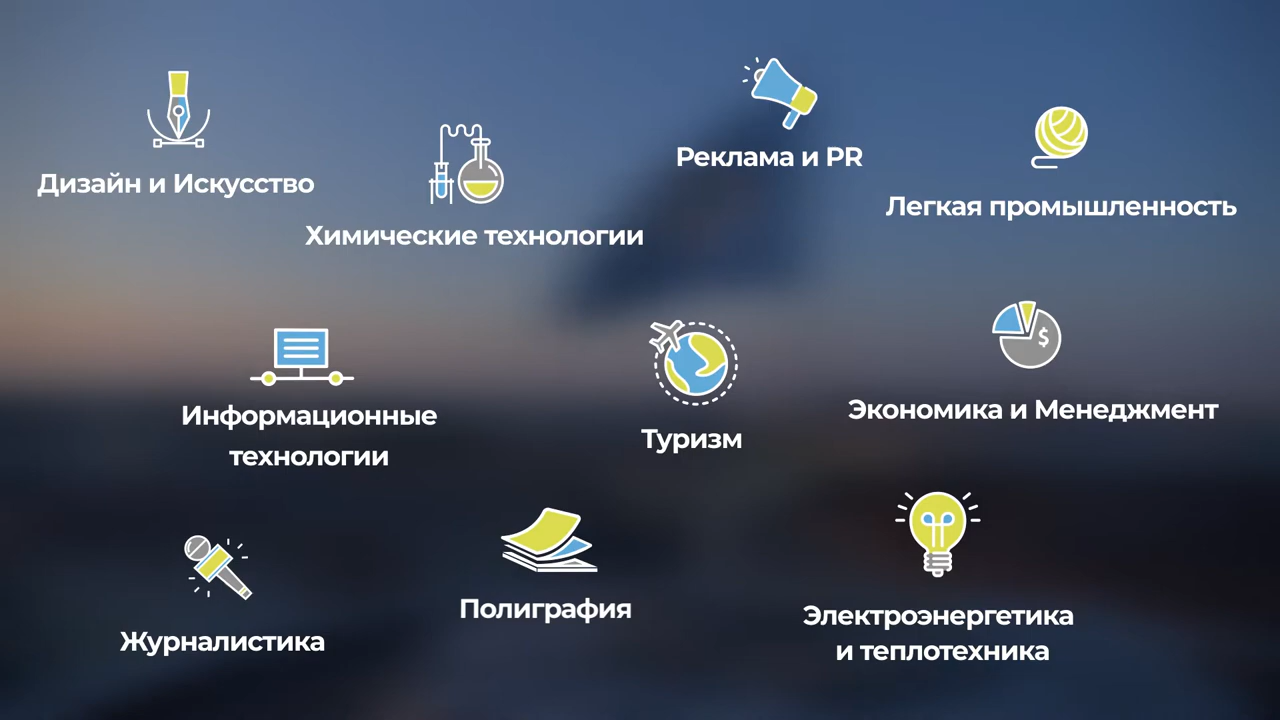 Дизайн и Искусство
Химические технологии
Реклама и PR
Легкая промышленность
Информационные
технологии
Туризм
$
Экономика и Менеджмент
Журналистика
Полиграфия
Электроэнергетика
и теплотехника